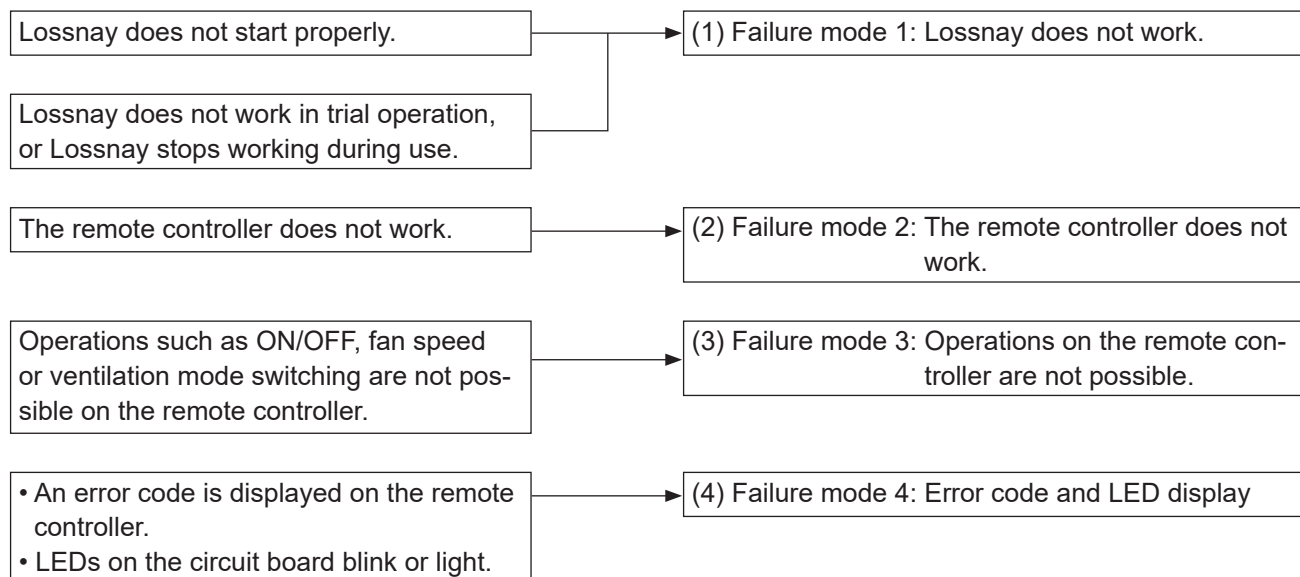 Lossnay does not start properly.
(1) Failure mode 1: Lossnay does not work.
Lossnay does not work in trial operation,
or Lossnay stops working during use.
The remote controller does not work.
(2) Failure mode 2: The remote controller does not
work.
Operations such as ON/OFF, fan speed
or ventilation mode switching are not pos-
sible on the remote controller.
(3) Failure mode 3: Operations on the remote con-
troller are not possible.
• An error code is displayed on the remote
controller.
• LEDs on the circuit board blink or light.
(4) Failure mode 4: Error code and LED display